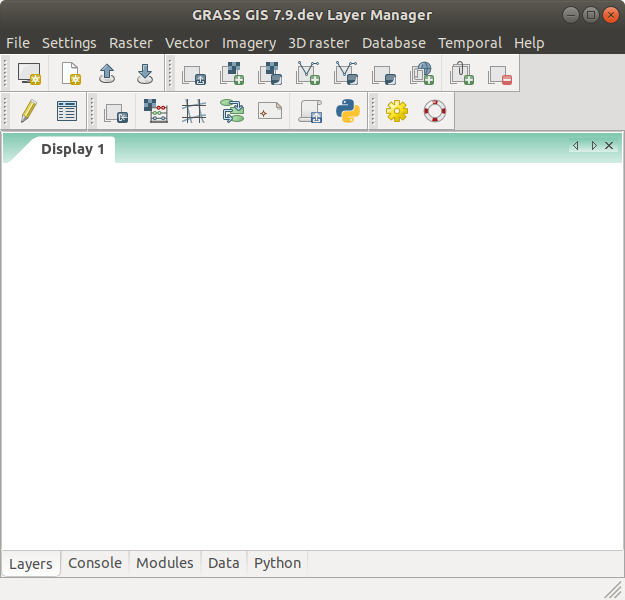 GRASS GIS 7.9.dev Layer Manager
File Settings Raster Vector Imagery 3D raster Database Temporal Help
Display 1
Layers Console Modules Data Python